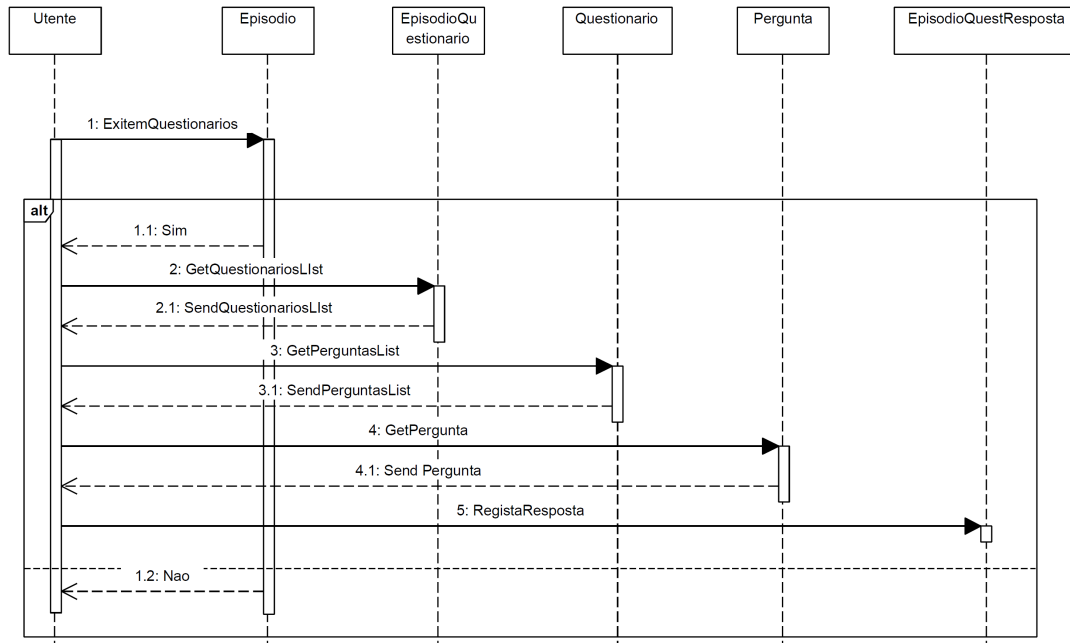 Utente
Episodio
EpisodioQu
estionario
Questionario
Pergunta
EpisodioQuestResposta
1: ExitemQuestionarios
alt
1.1: Sim
2: GetQuestionariosLIst
2.1: SendQuestionariosLIst
3: GetPerguntasList
3.1: SendPerguntasList
4: GetPergunta
4.1: Send Pergunta
5: RegistaResposta
1.2: Nao